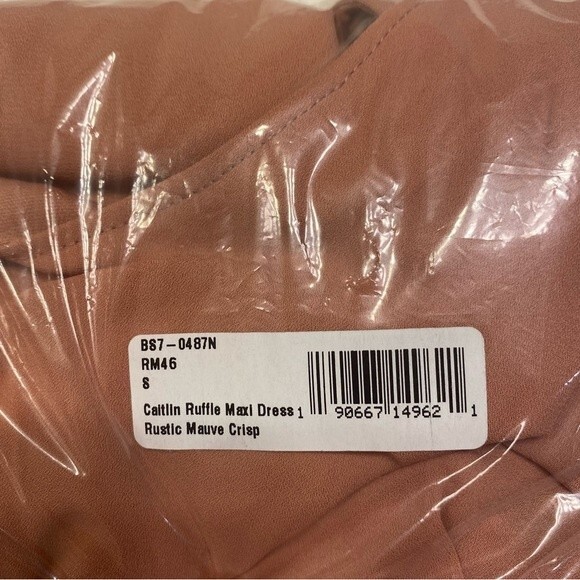 BS7-0487N
RM46
S
Caitlin Ruffle Maxi Dress
Rustic Mauve Crisp
1 90667 14962 1